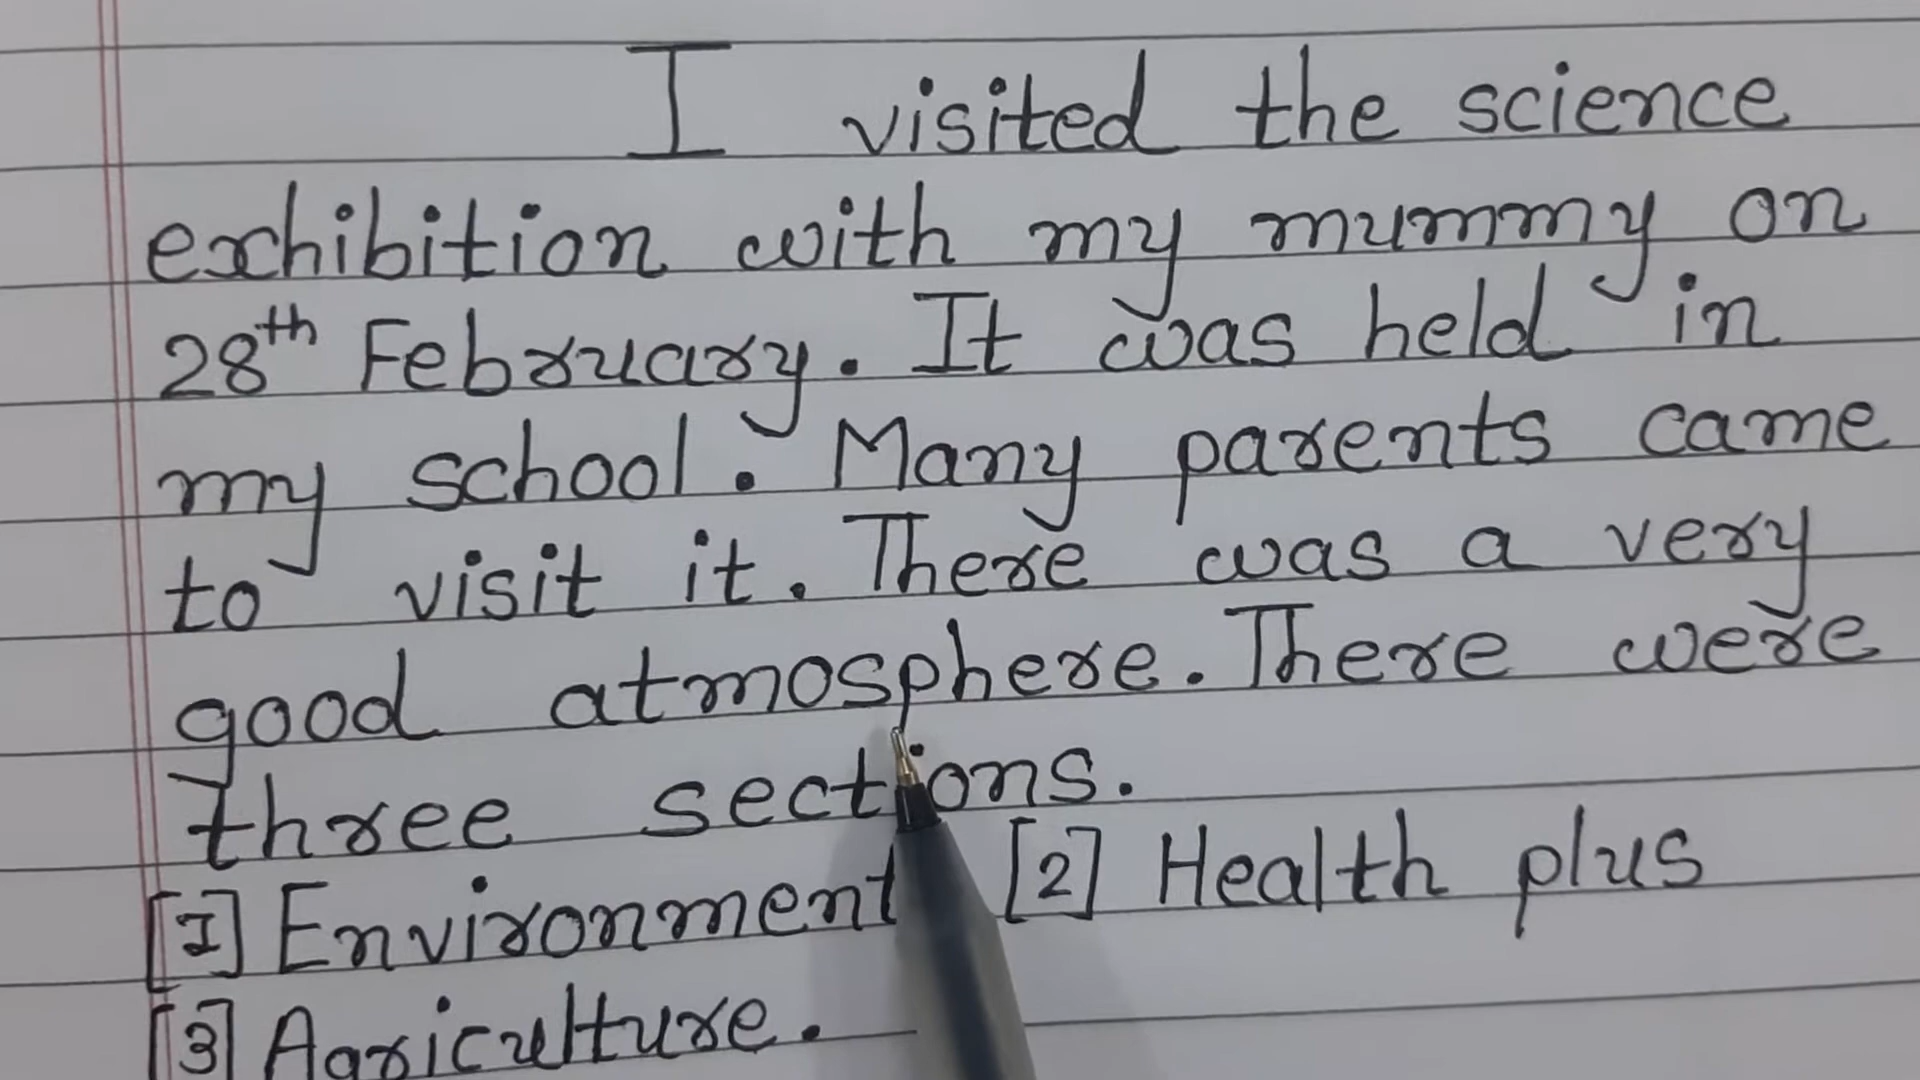 I visited the science
exhibition with my mummy on
28th February. It was held in
my school. Many parents came
to visit it. There was a very
good atmosphere. There were
three sections.
[1] Environment [2] Health plus
[3] Agriculture.